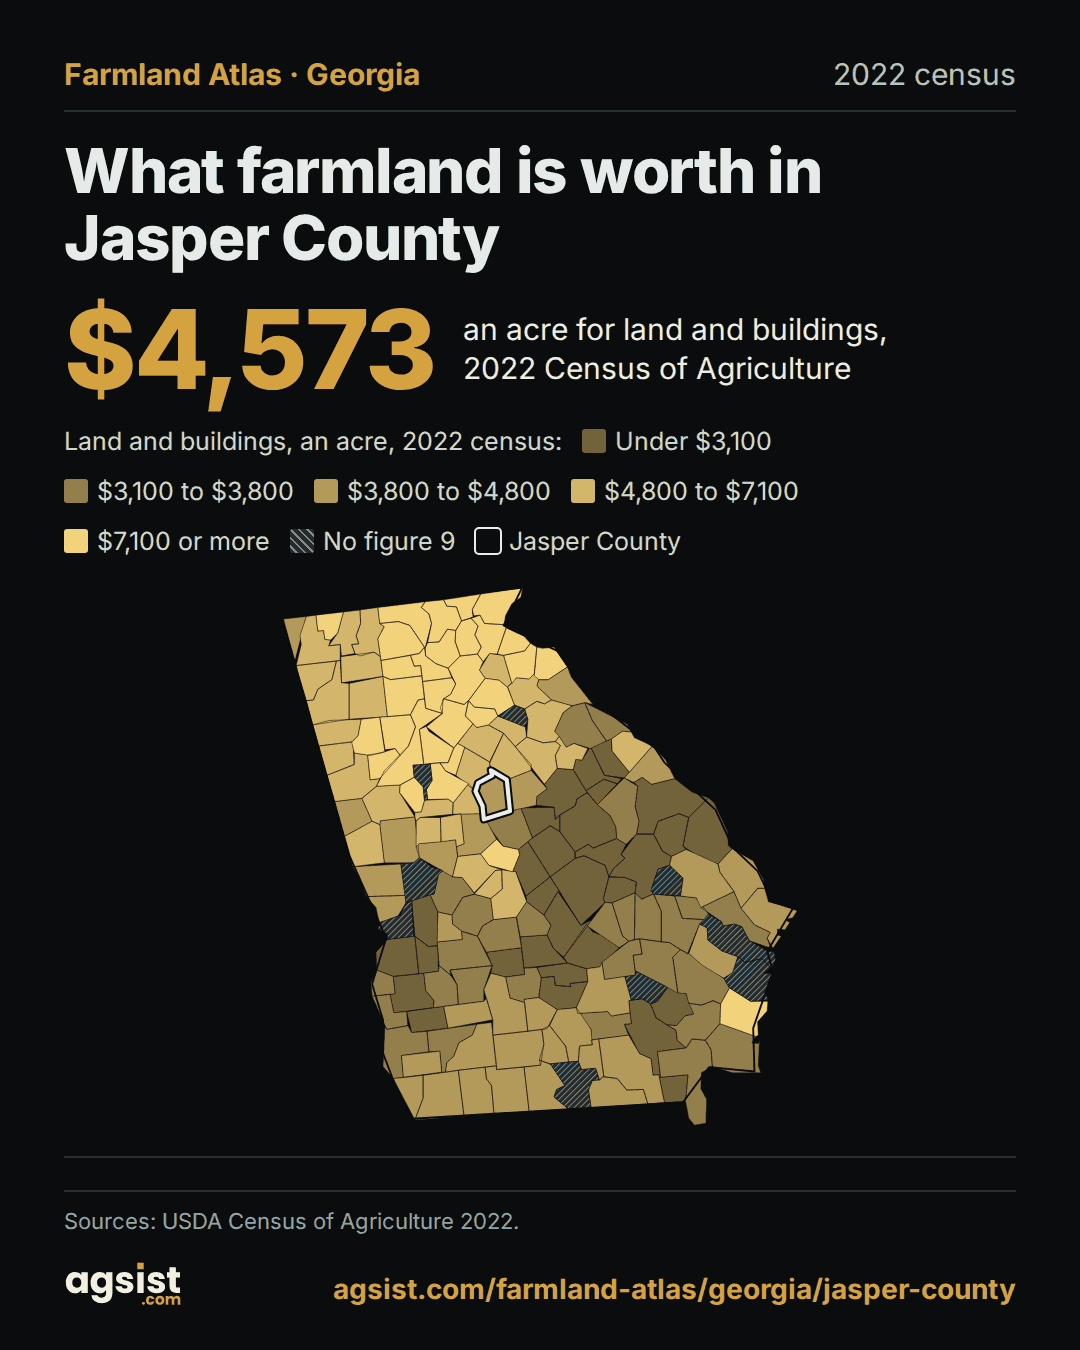 Farmland Atlas · Georgia
2022 census
What farmland is worth in
Jasper County
$4,573
an acre for land and buildings,
2022 Census of Agriculture
Land and buildings, an acre, 2022 census: Under $3,100
$3,100 to $3,800 $3,800 to $4,800 $4,800 to $7,100
$7,100 or more No figure 9 Jasper County
Sources: USDA Census of Agriculture 2022.
agsist
.com
agsist.com/farmland-atlas/georgia/jasper-county